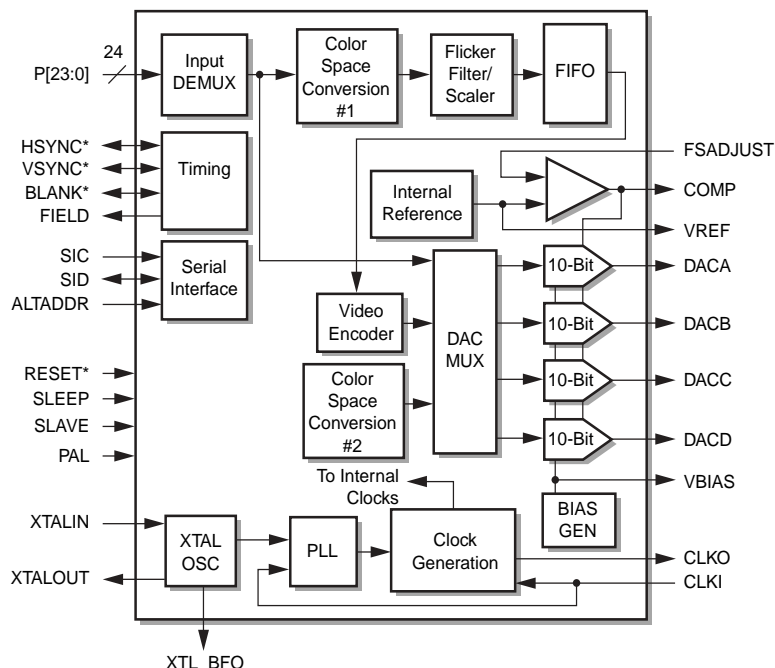 24
P[23:0]
Input
DEMUX
Color
Space
Conversion
#1
Flicker
Filter/
Scaler
FIFO
HSYNC*
VSYNC*
BLANK*
FIELD
Timing
FSADJUST
COMP
VREF
Internal
Reference
SIC
SID
ALTADDR
Serial
Interface
Video
Encoder
DAC
MUX
10-Bit
DACA
10-Bit
DACB
10-Bit
DACC
10-Bit
DACD
RESET*
SLEEP
SLAVE
PAL
Color
Space
Conversion
#2
To Internal
Clocks
VBIAS
BIAS
GEN
XTALIN
XTALOUT
XTAL
OSC
PLL
Clock
Generation
CLKO
CLKI
XTL_BFO